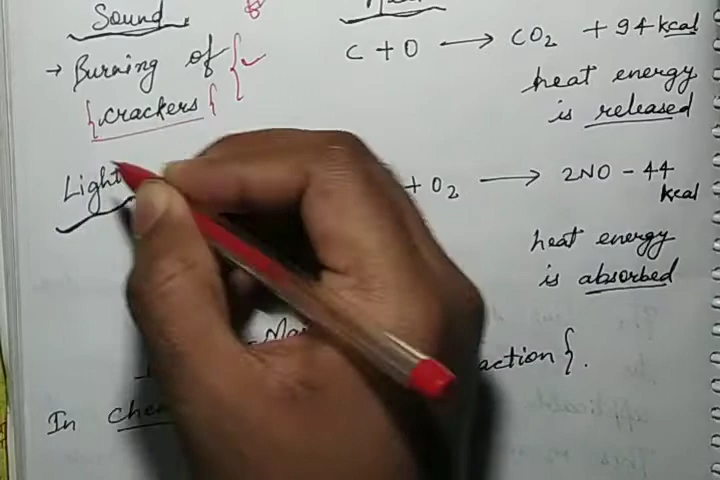 Sound
→ Burning of
{crackers{
C + O → CO2 + 94 kcal
heat energy
is released
Light
+ O2 → 2NO - 44
kcal
heat energy
is absorbed
action}.
In